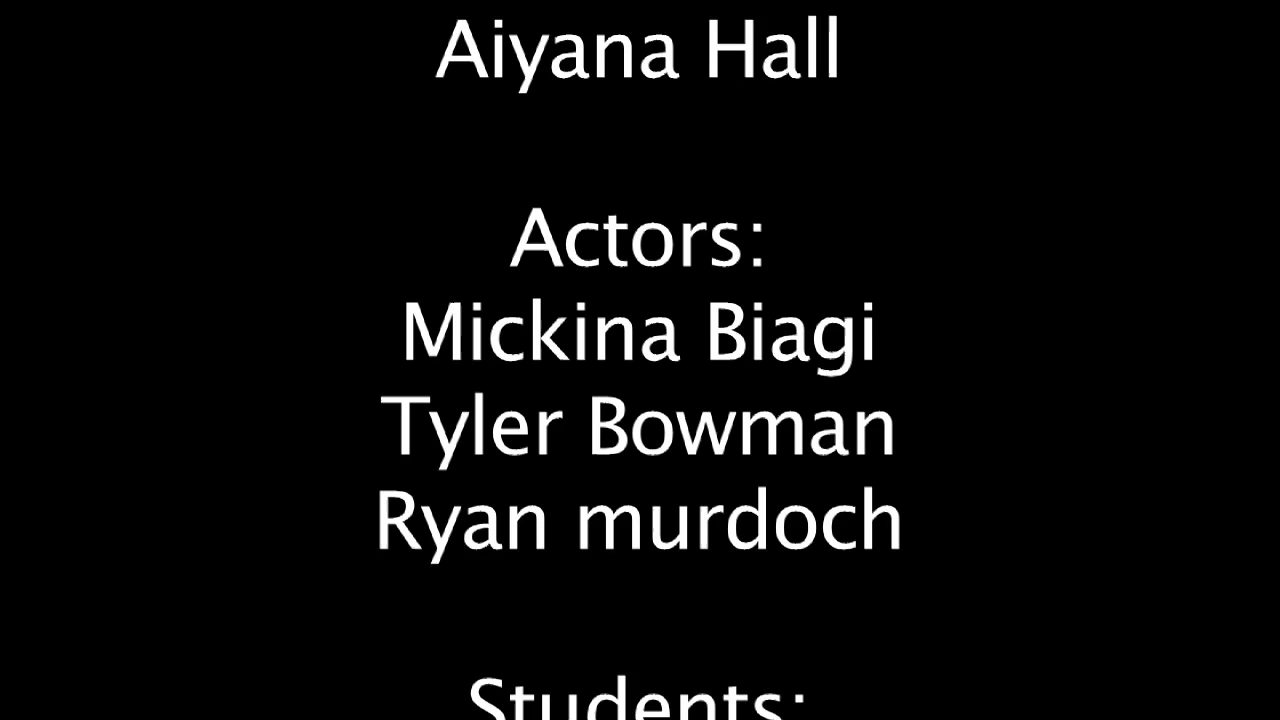 Aiyana Hall
Actors:
Mickina Biagi
Tyler Bowman
Ryan murdoch
Students: